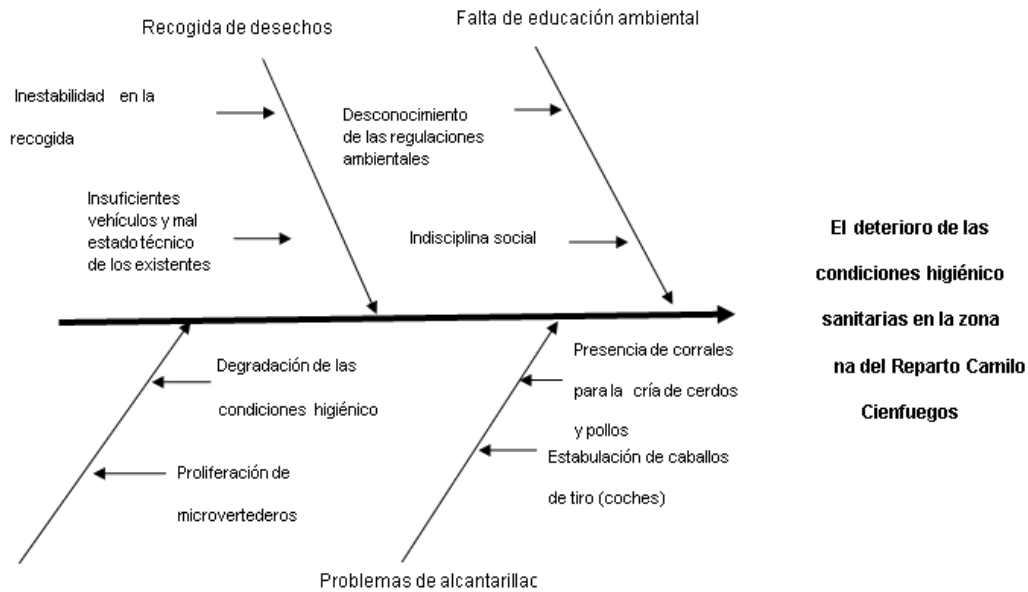 Recogida de desechos
Falta de educación ambiental
Inestabilidad en la
recogida
Desconocimiento
de las regulaciones
ambientales
Insuficientes
vehículos y mal
estado técnico
de los existentes
Indisciplina social
El deterioro de las
condiciones higiénico
sanitarias en la zona
na del Reparto Camilo
Cienfuegos
Degradación de las
condiciones higiénico
Proliferación de
microvertederos
Presencia de corrales
para la cría de cerdos
y pollos
Estabulación de caballos
de tiro (coches)
Problemas de alcantarillac